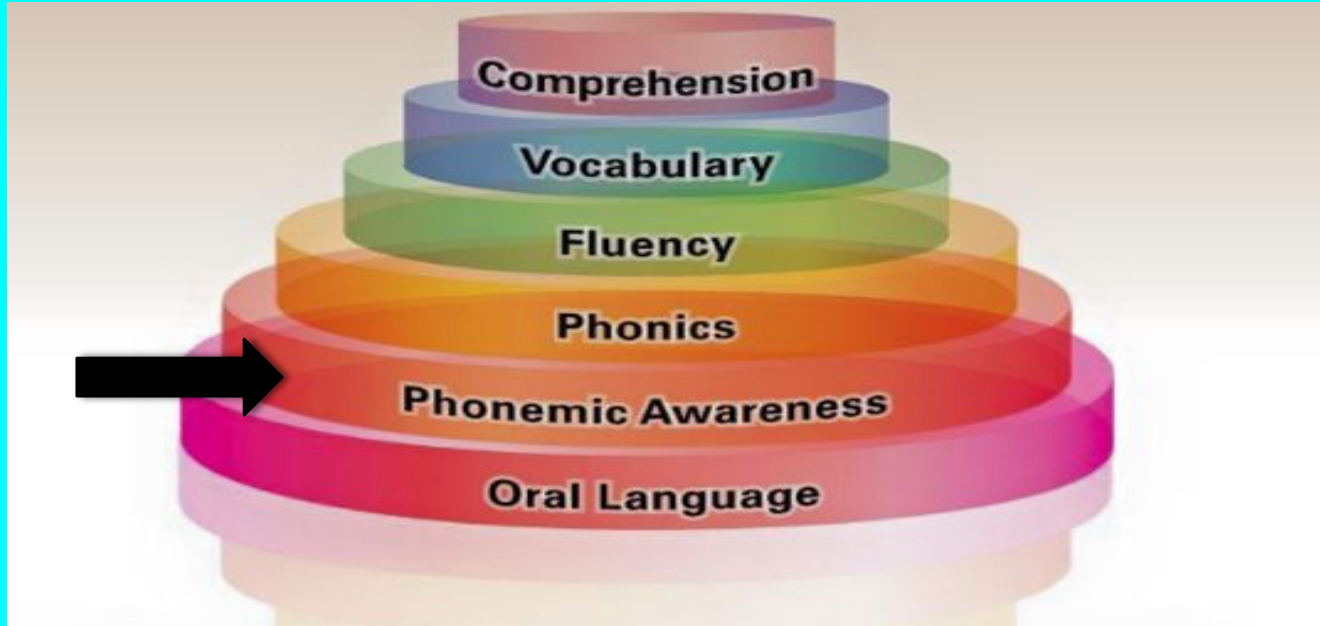 Comprehension
Vocabulary
Fluency
Phonics
Phonemic Awareness
Oral Language